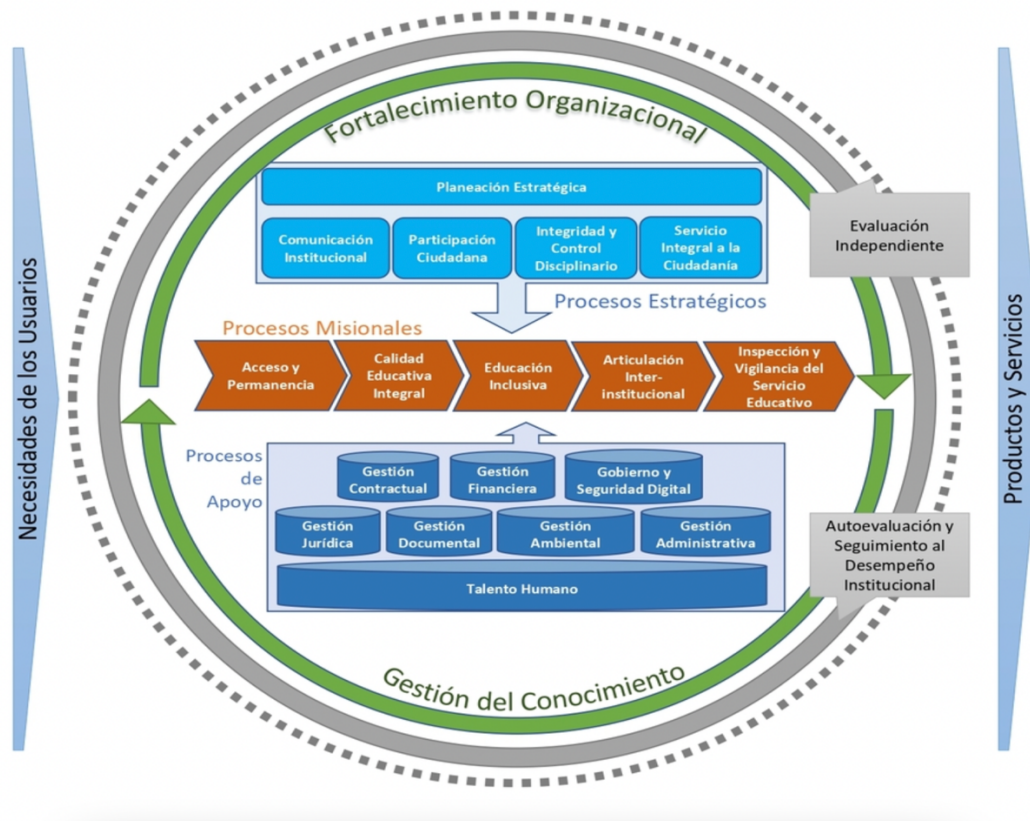 Fortalecimiento Organizacional
Planeación Estratégica
Comunicación
Institucional
Participación
Ciudadana
Integridad y
Control
Disciplinario
Servicio
Integral a la
Ciudadanía
Evaluación
Independiente
Procesos Estratégicos
Procesos Misionales
Necesidades de los Usuarios
Acceso y
Permanencia
Calidad
Educativa
Integral
Educación
Inclusiva
Articulación
Inter-
institucional
Inspección y
Vigilancia del
Servicio
Educativo
Productos y Servicios
Procesos
de
Apoyo
Gestión
Contractual
Gestión
Financiera
Gobierno y
Seguridad Digital
Gestión
Jurídica
Gestión
Documental
Gestión
Ambiental
Gestión
Administrativa
Autoevaluación y
Seguimiento al
Desempeño
Institucional
Talento Humano
Gestión del Conocimiento